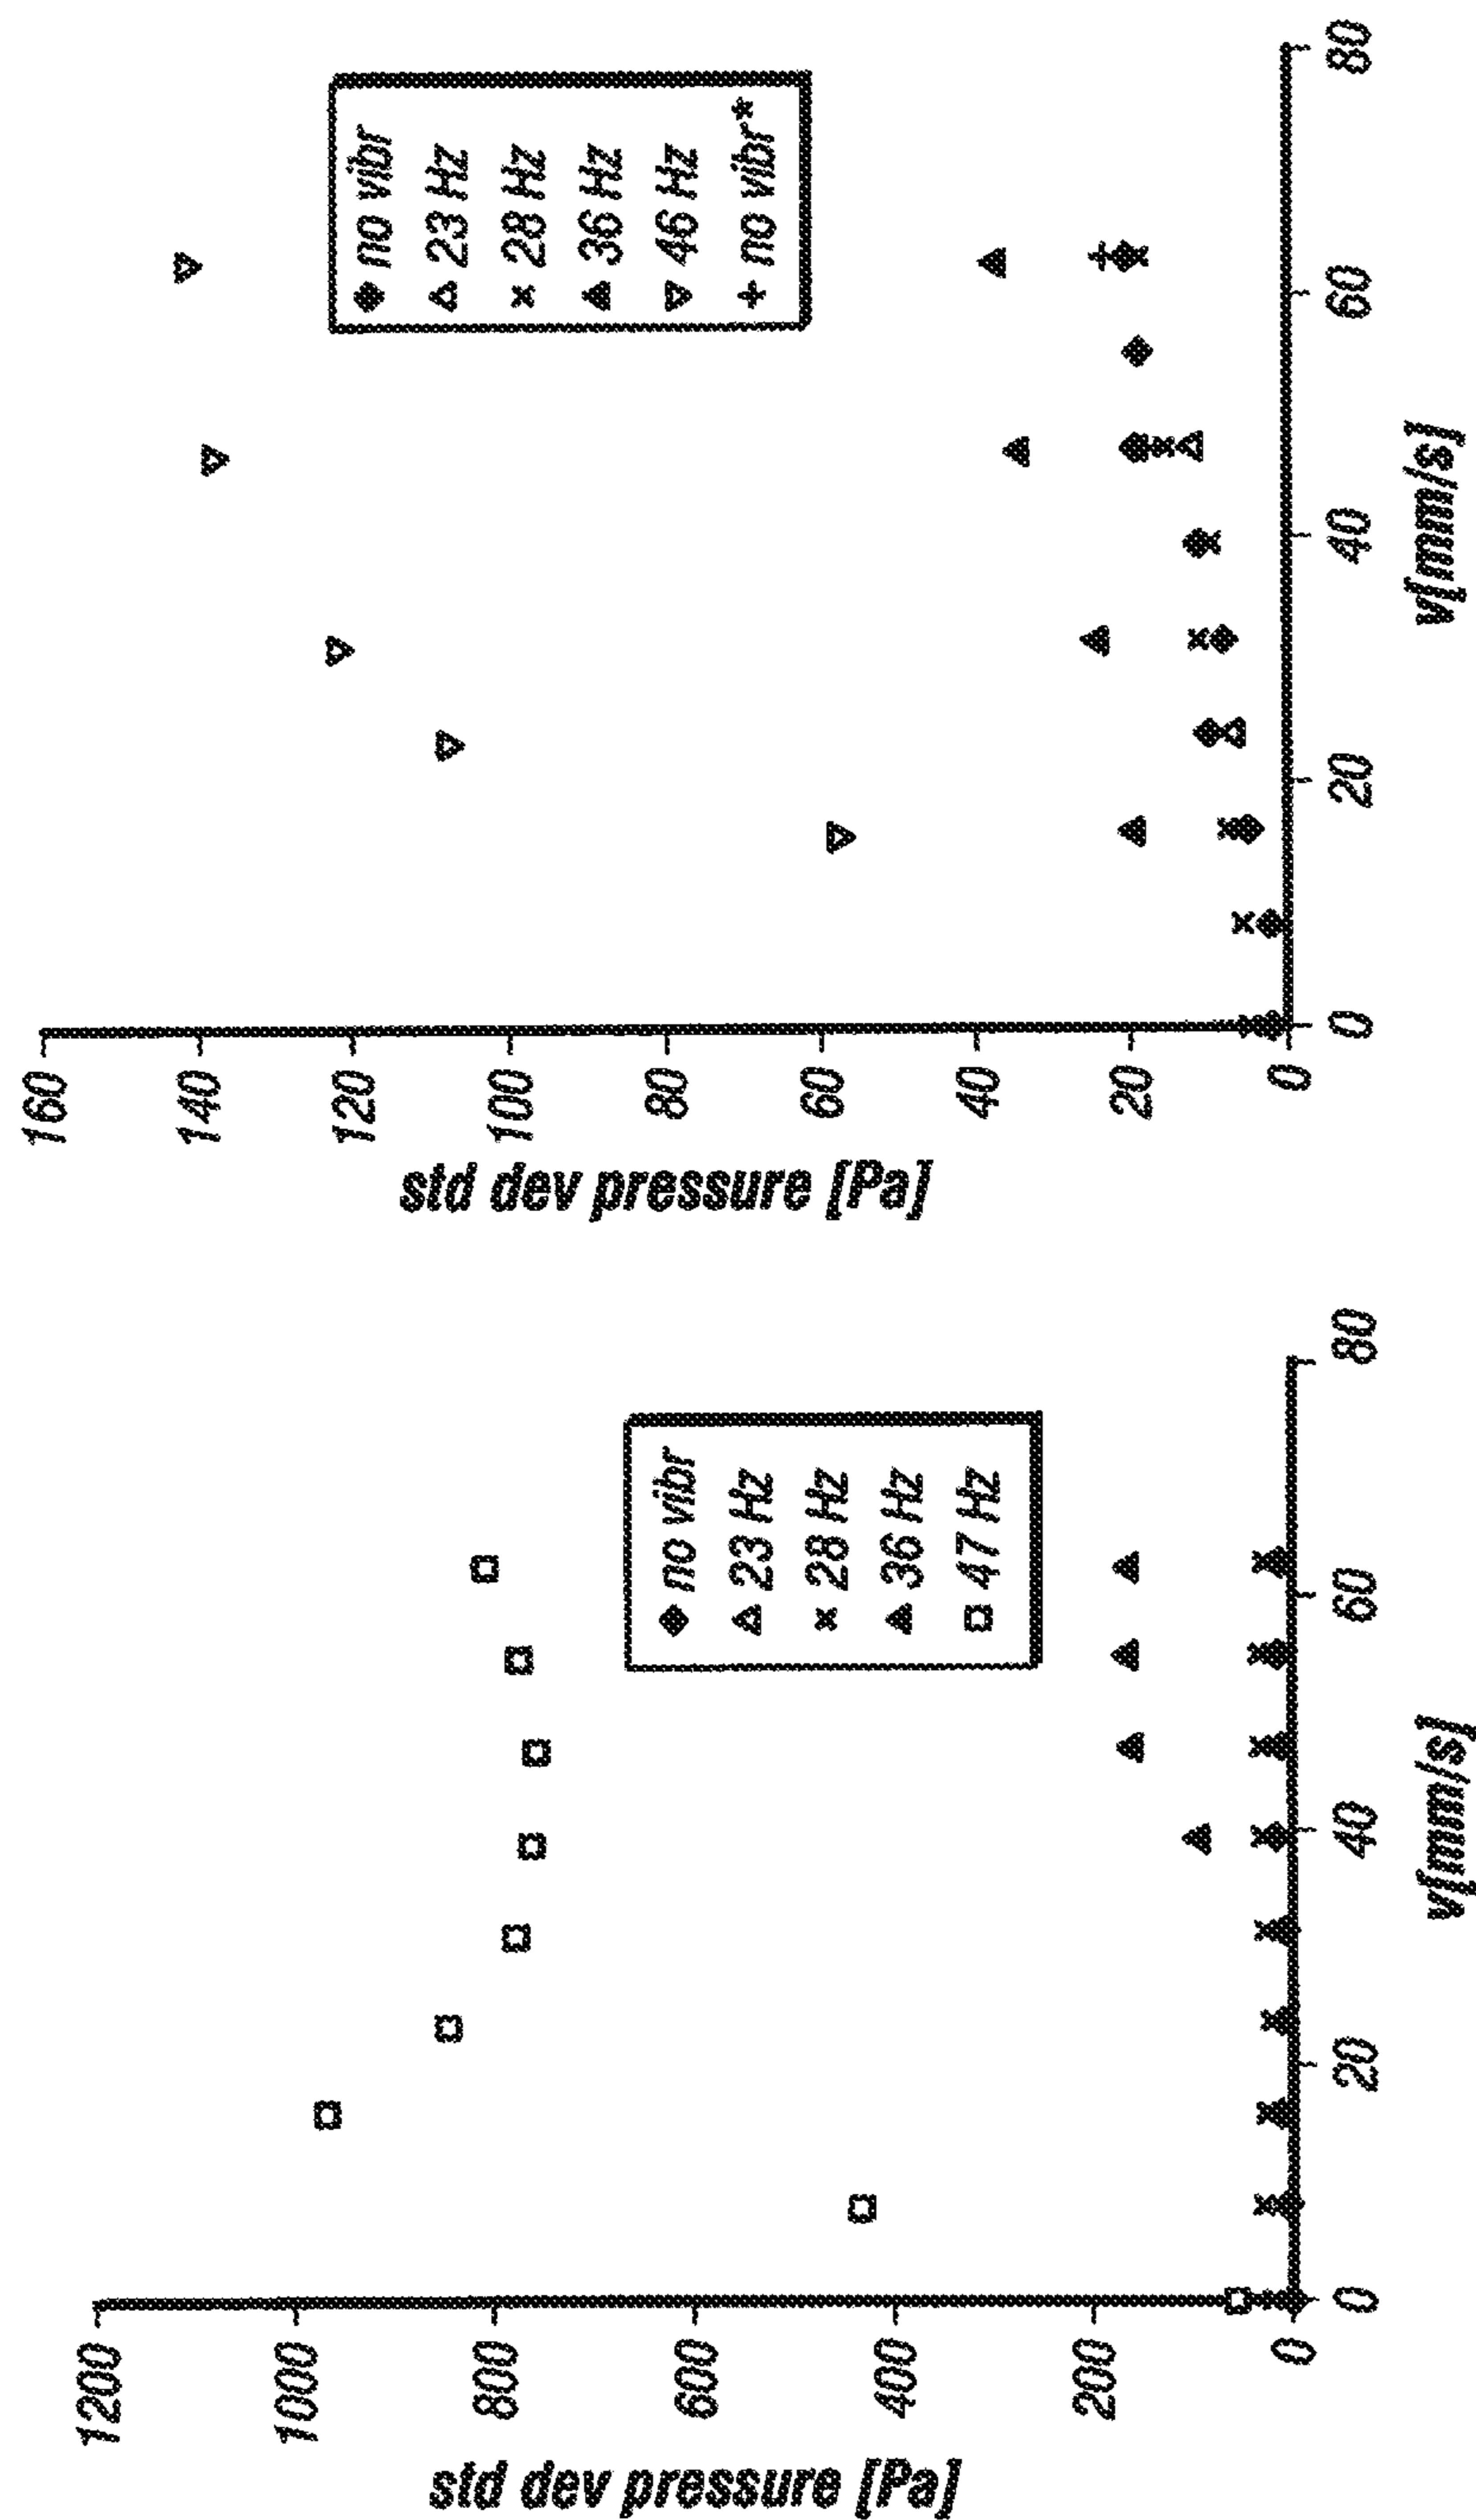 std dev pressure [Pa]
1200
1000
800
600
400
200
0
0
20
40
60
80
v[mm/s]
no vibr
23 Hz
28 Hz
36 Hz
47 Hz
std dev pressure [Pa]
160
140
120
100
80
60
40
20
0
0
20
40
60
80
v[mm/s]
no vibr
23 Hz
28 Hz
36 Hz
46 Hz
no vibr*